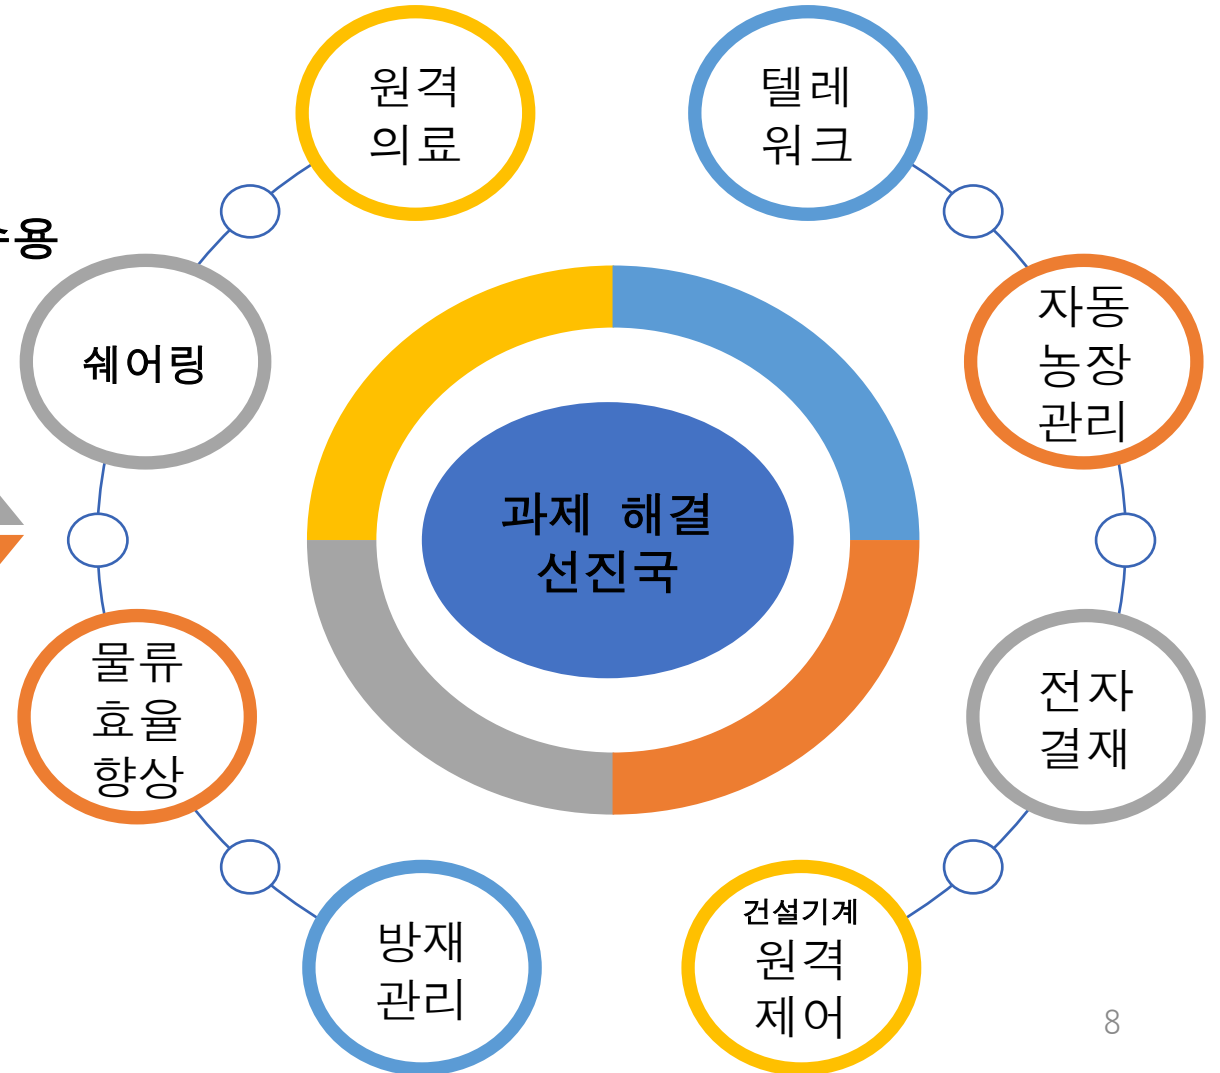 원격
의료
텔레
워크
용
쉐어링
자동
농장
관리
과제 해결
선진국
물류
효율
향상
전자
결재
방재
관리
건설기계
원격
제어
8